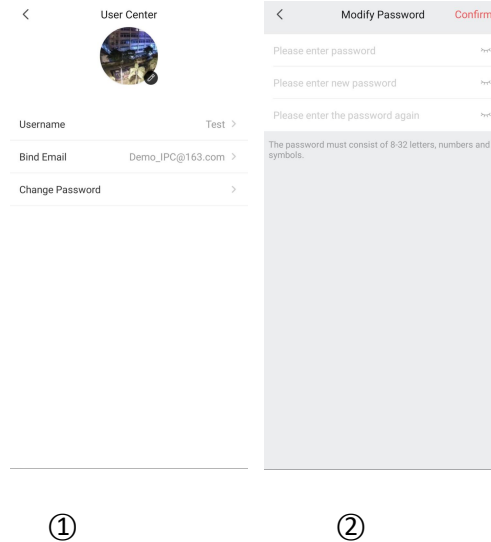 User Center
Username Test >
Bind Email Demo_IPC@163.com >
Change Password >
①
Modify Password Confirm
Please enter password
Please enter new password
Please enter the password again
The password must consist of 8-32 letters, numbers and
symbols.
②